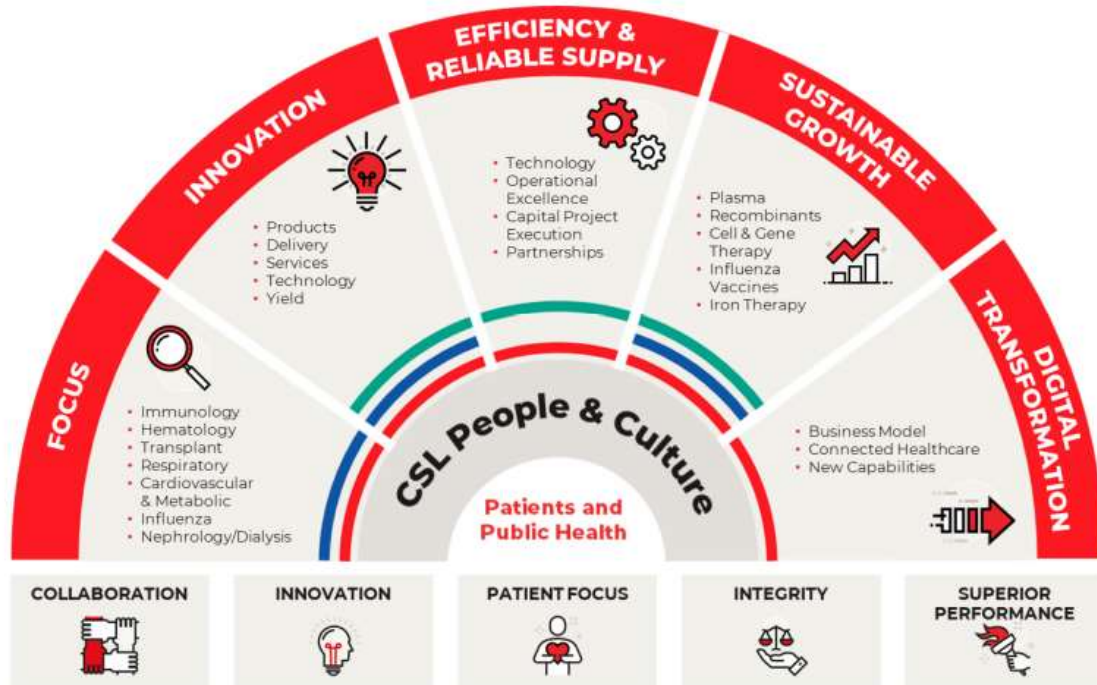 FOCUS
• Immunology
• Hematology
• Transplant
• Respiratory
• Cardiovascular
& Metabolic
• Influenza
• Nephrology/Dialysis
INNOVATION
• Products
• Delivery
• Services
• Technology
• Yield
EFFICIENCY &
RELIABLE SUPPLY
• Technology
• Operational
Excellence
• Capital Project
Execution
• Partnerships
SUSTAINABLE
GROWTH
• Plasma
• Recombinants
• Cell & Gene
Therapy
• Influenza
Vaccines
• Iron Therapy
DIGITAL
TRANSFORMATION
• Business Model
• Connected Healthcare
• New Capabilities
CSL People & Culture
Patients and
Public Health
COLLABORATION
INNOVATION
PATIENT FOCUS
INTEGRITY
SUPERIOR
PERFORMANCE